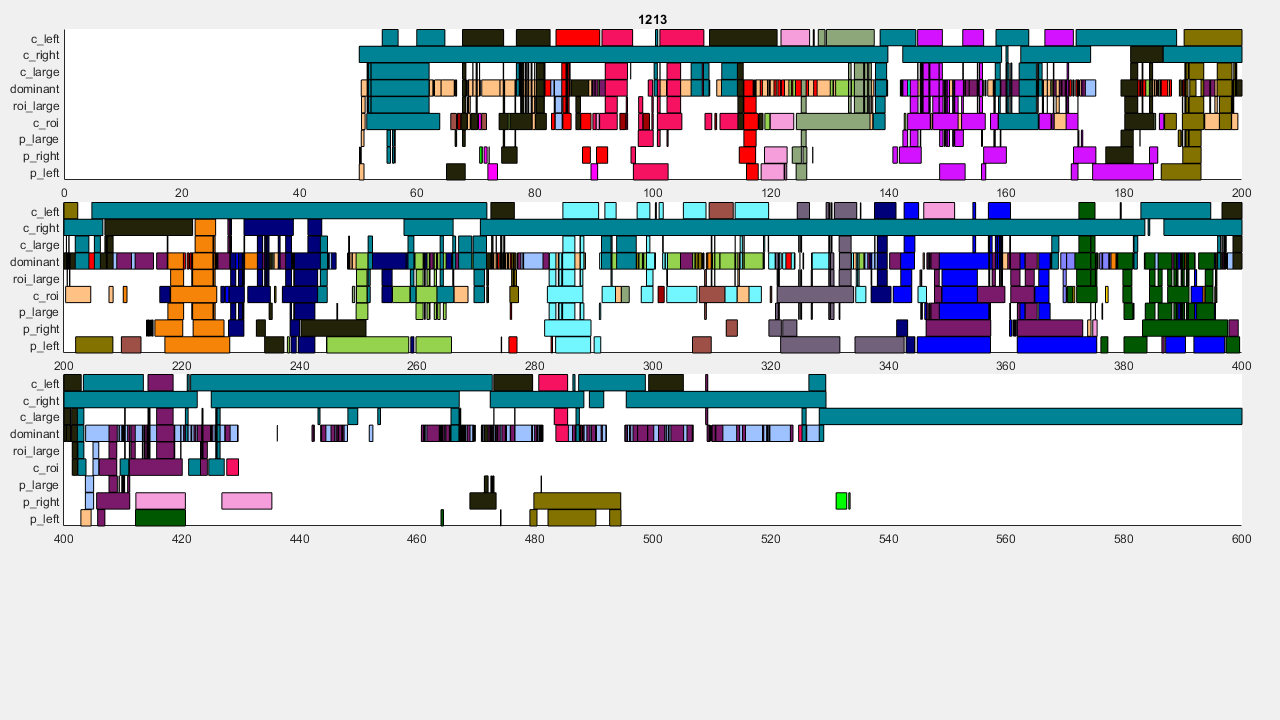 1213
c_left
c_right
c_large
dominant
roi_large
c_roi
p_large
p_right
p_left
0 20 40 60 80 100 120 140 160 180 200
c_left
c_right
c_large
dominant
roi_large
c_roi
p_large
p_right
p_left
200 220 240 260 280 300 320 340 360 380 400
c_left
c_right
c_large
dominant
roi_large
c_roi
p_large
p_right
p_left
400 420 440 460 480 500 520 540 560 580 600